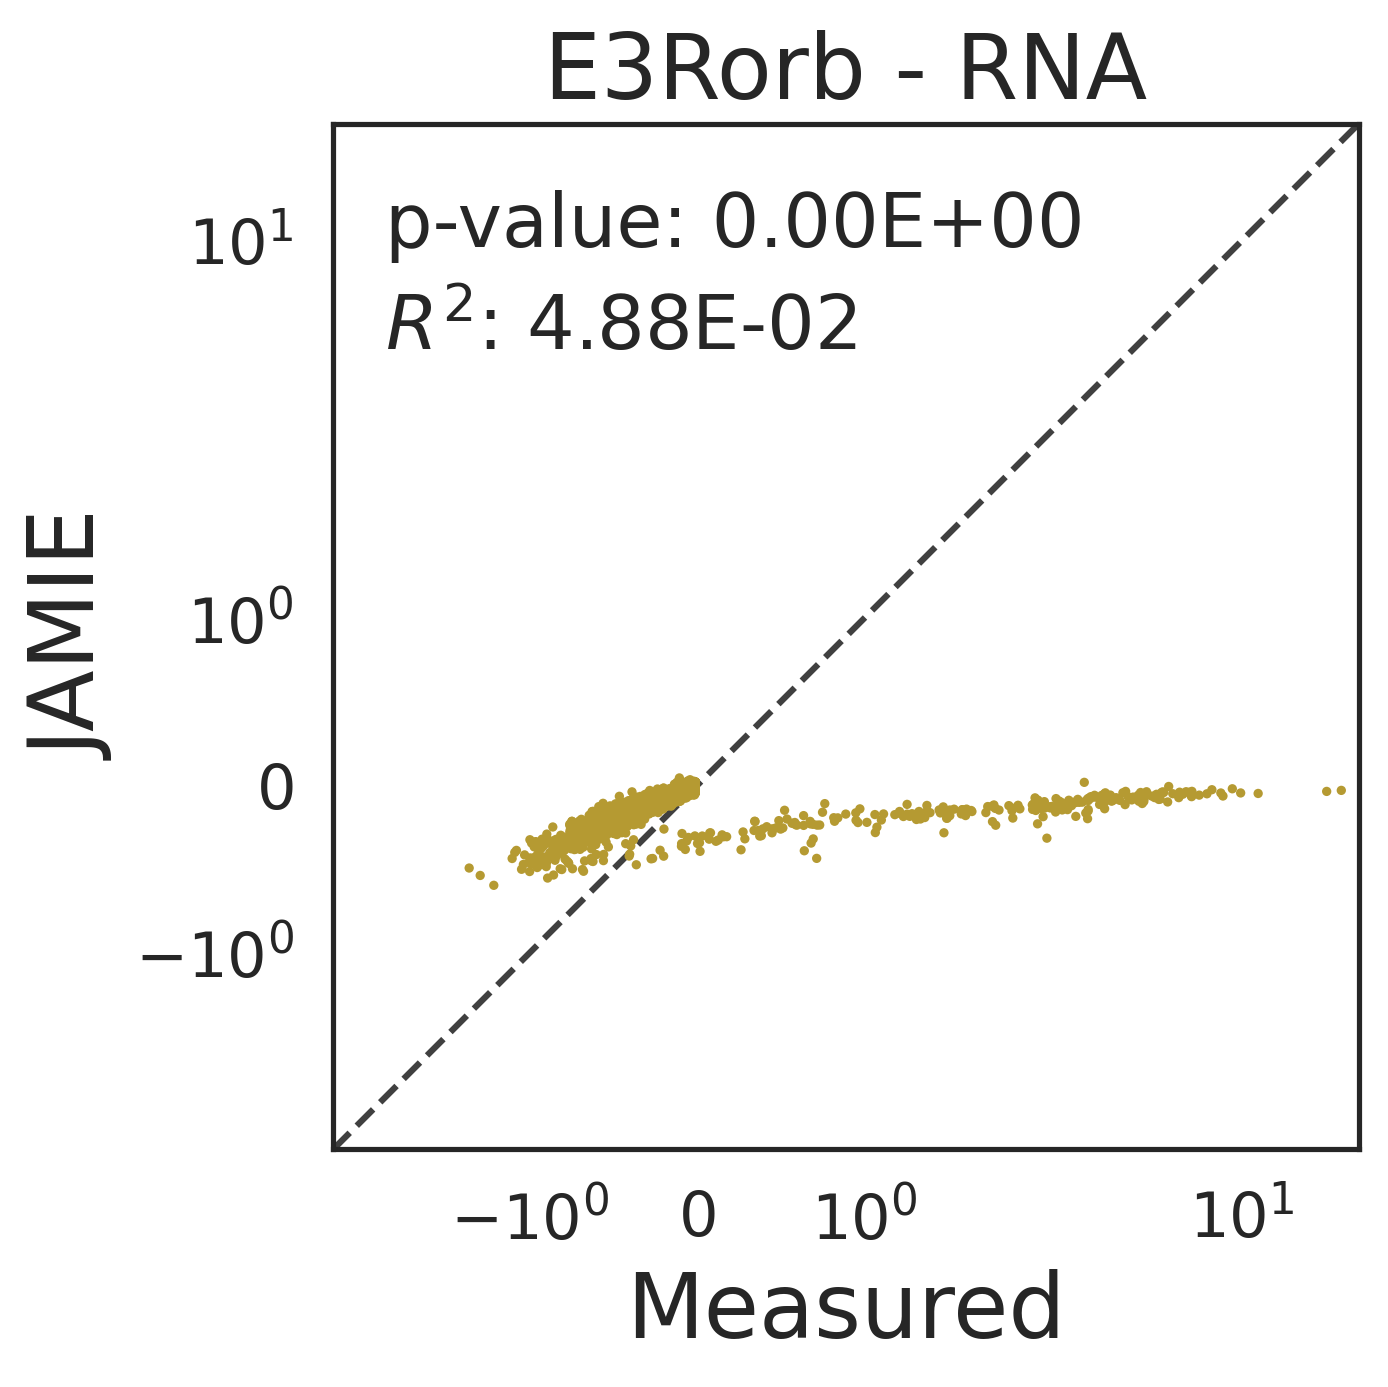 E3Rorb - RNA
p-value: 0.00E+00
R²: 4.88E-02
JAMIE
10¹
10⁰
0
−10⁰
−10⁰ 0 10⁰ 10¹
Measured